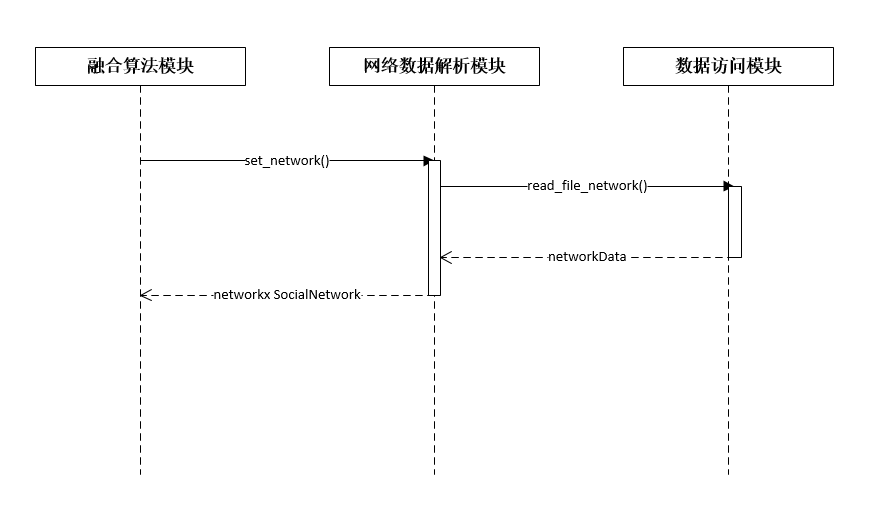 融合算法模块
网络数据解析模块
数据访问模块
set_network()
read_file_network()
networkData
networkx SocialNetwork